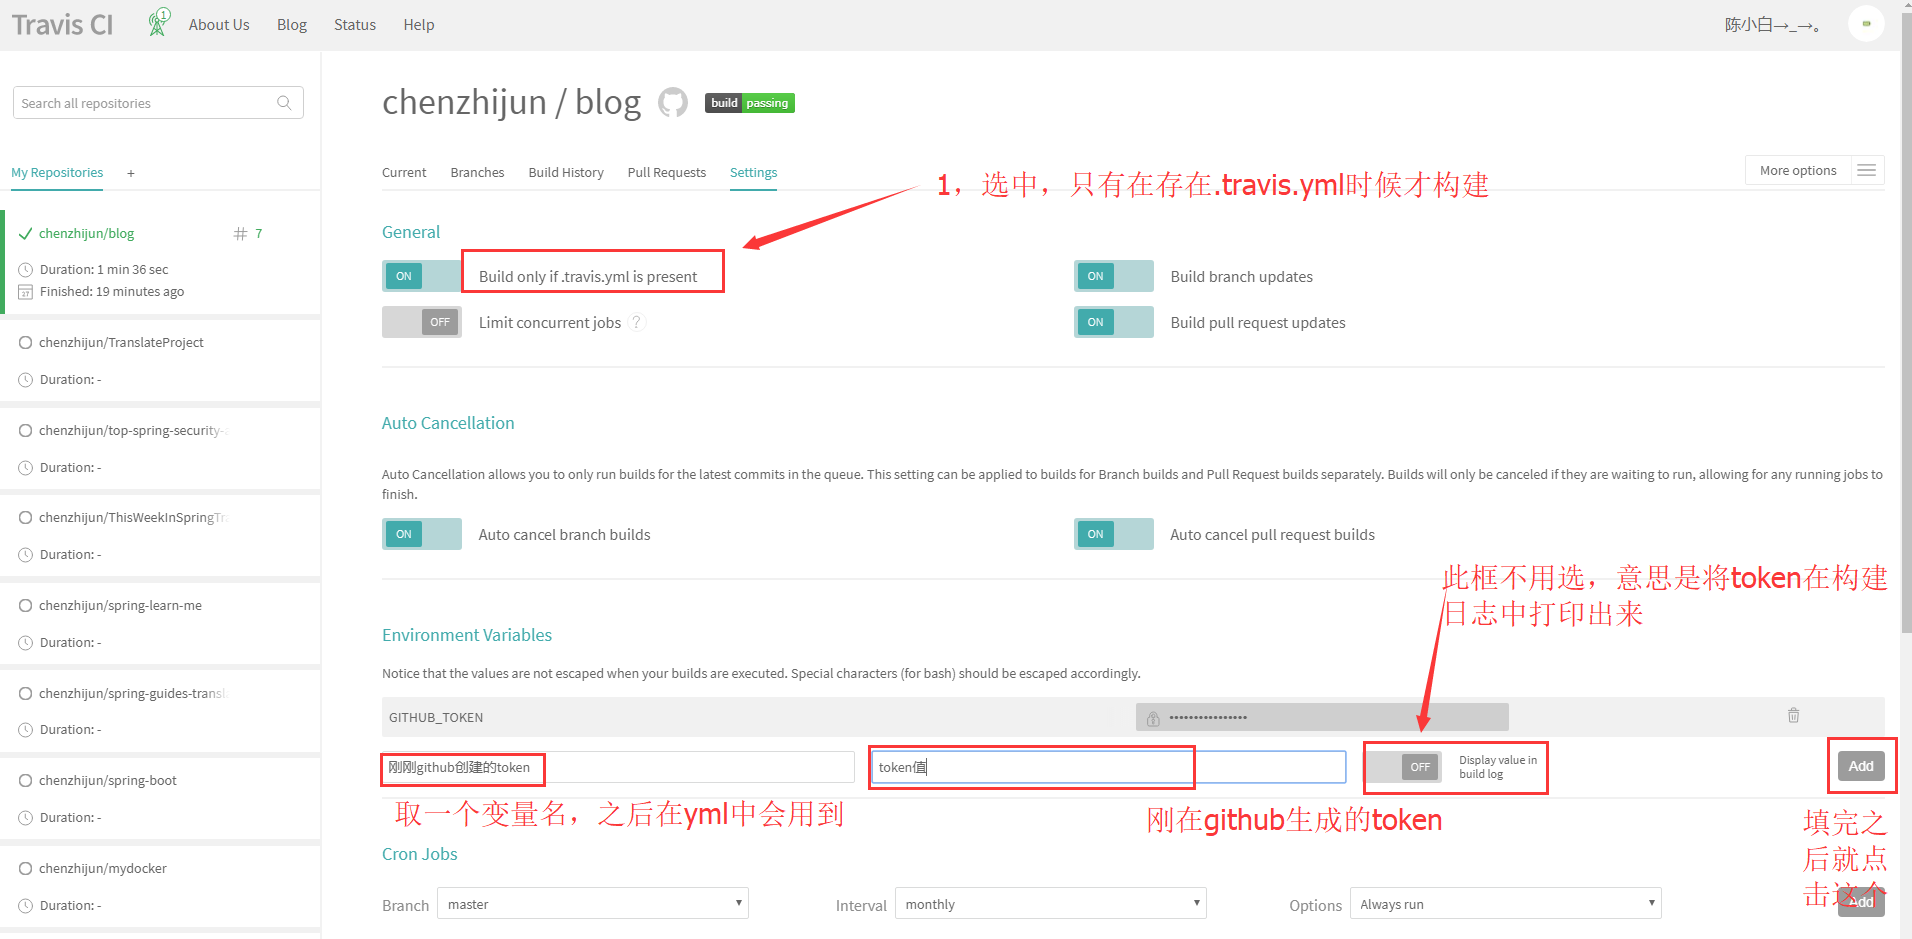 Travis CI
1
About Us
Blog
Status
Help
陈小白→_→。
Search all repositories
My Repositories +
chenzhijun/blog # 7
Duration: 1 min 36 sec
27
Finished: 19 minutes ago
chenzhijun/TranslateProject
Duration: -
chenzhijun/top-spring-security-
Duration: -
chenzhijun/ThisWeekInSpringTr
Duration: -
chenzhijun/spring-learn-me
Duration: -
chenzhijun/spring-guides-transl
Duration: -
chenzhijun/spring-boot
Duration: -
chenzhijun/mydocker
Duration: -
chenzhijun / blog
build passing
Current
Branches
Build History
Pull Requests
Settings
More options
1，选中，只有在存在.travis.yml时候才构建
General
ON Build only if .travis.yml is present
ON Build branch updates
OFF Limit concurrent jobs ?
ON Build pull request updates
Auto Cancellation
Auto Cancellation allows you to only run builds for the latest commits in the queue. This setting can be applied to builds for Branch builds and Pull Request builds separately. Builds will only be canceled if they are waiting to run, allowing for any running jobs to
finish.
ON Auto cancel branch builds
ON Auto cancel pull request builds
此框不用选，意思是将token在构建
日志中打印出来
Environment Variables
Notice that the values are not escaped when your builds are executed. Special characters (for bash) should be escaped accordingly.
GITHUB_TOKEN
••••••••••••••••
刚刚github创建的token
token值
OFF
Display value in
build log
Add
取一个变量名，之后在yml中会用到
刚在github生成的token
填完之
后就点
击这个
Cron Jobs
Branch master
Interval monthly
Options Always run
Add